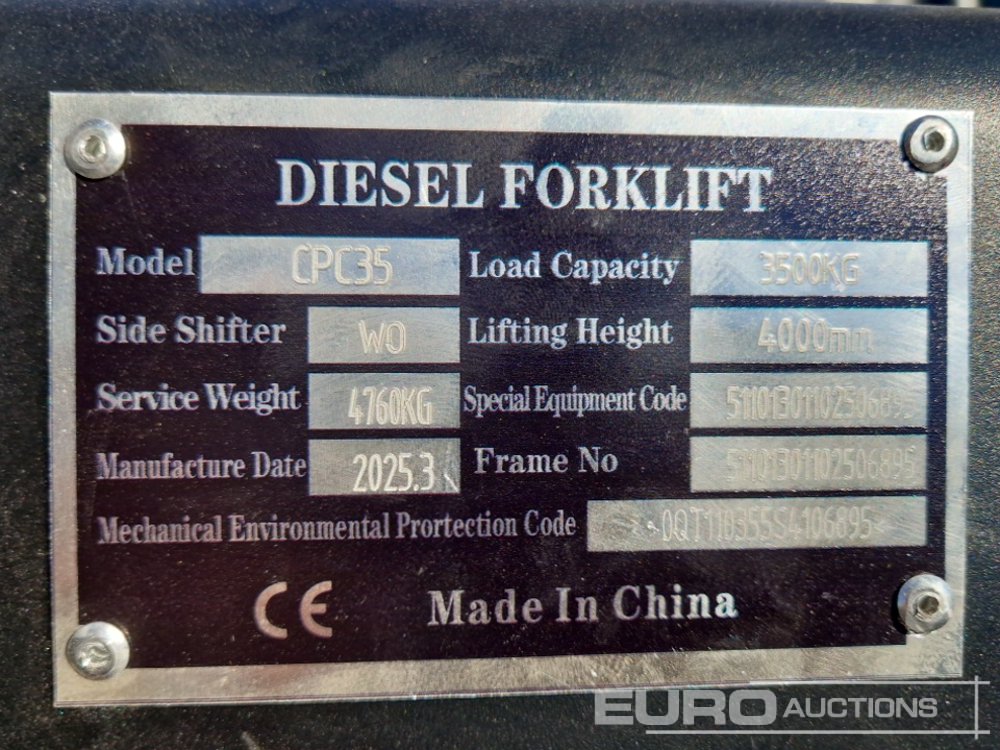 DIESEL FORKLIFT
Model CPC35 Load Capacity 3500KG
Side Shifter WO Lifting Height 4000mm
Service Weight 4760KG Special Equipment Code 51101301102506895
Manufacture Date 2025.3 Frame No 51101301102506895
Mechanical Environmental Prortection Code
CE Made In China
EURO AUCTIONS